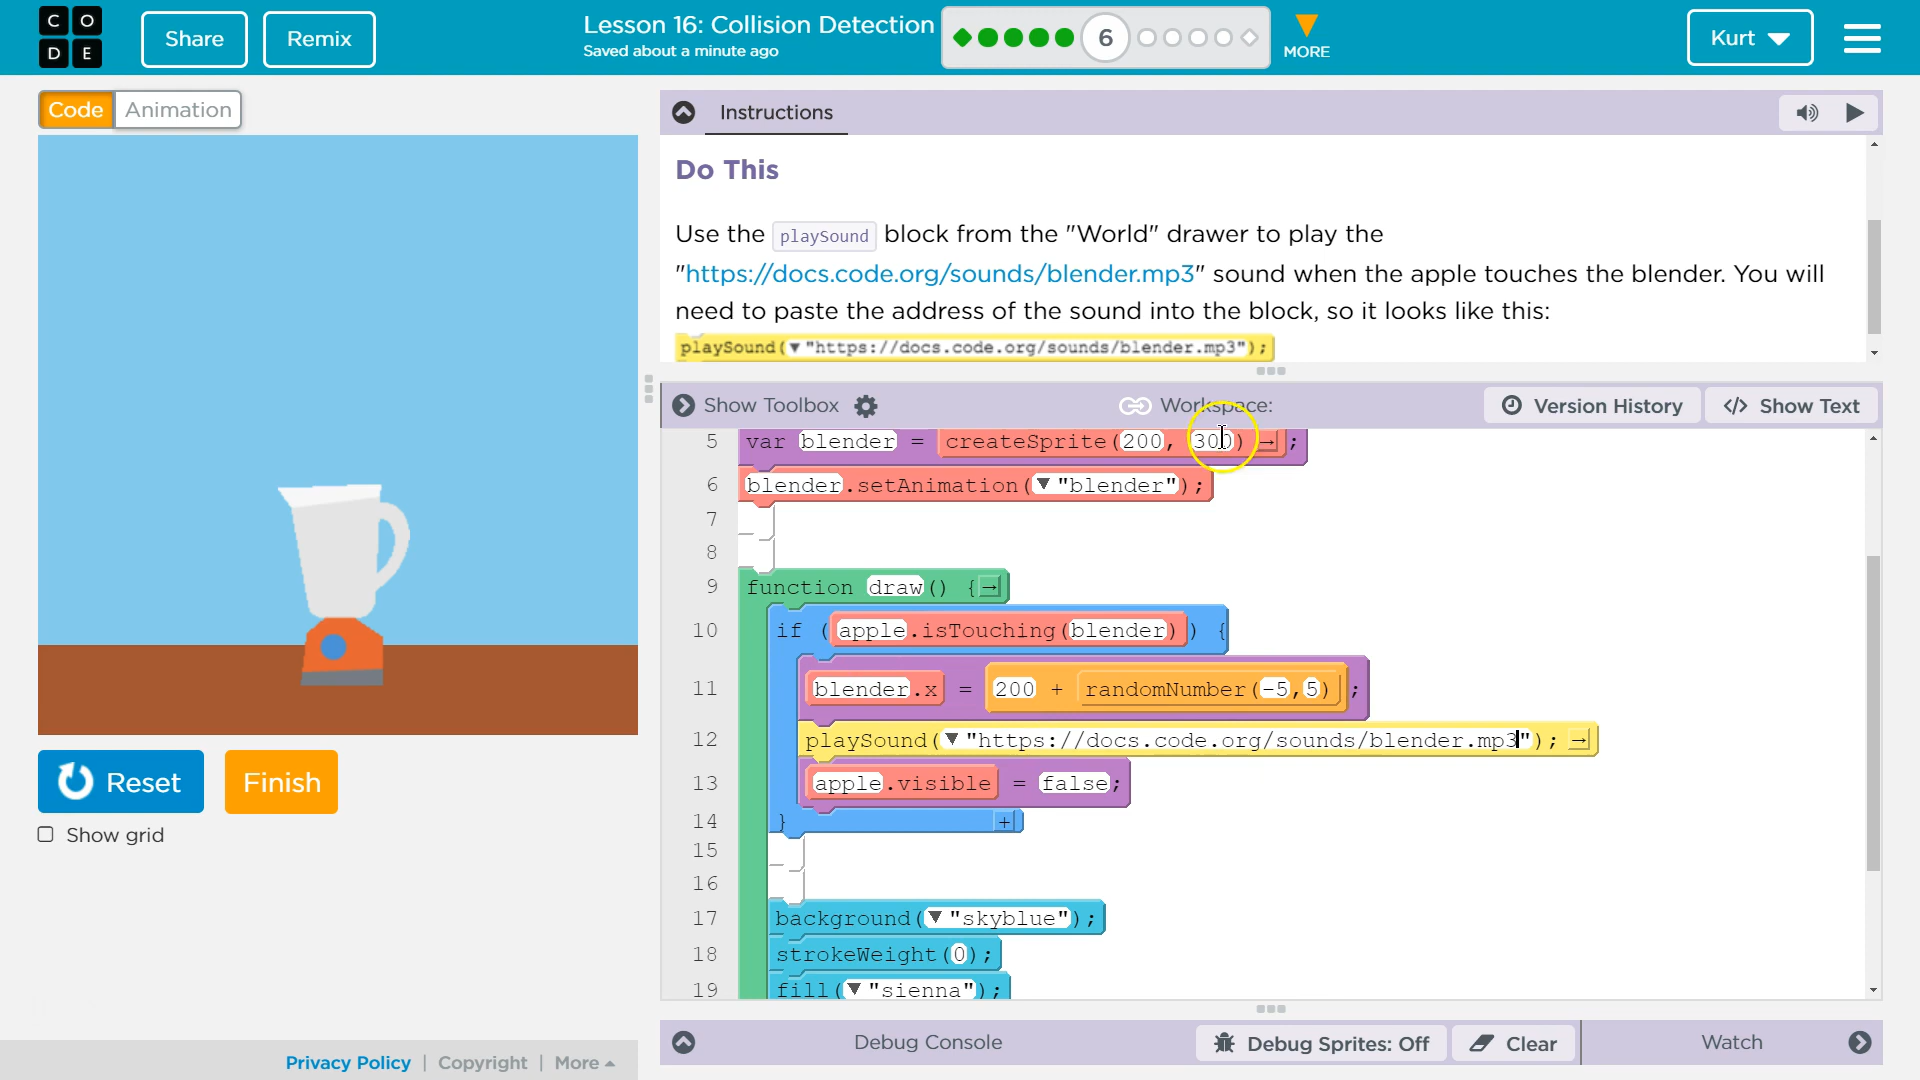 C O
D E
Share
Remix
Lesson 16: Collision Detection
Saved about a minute ago
6
MORE
Kurt
Code
Animation
Instructions
Do This
Use the playSound block from the "World" drawer to play the
"https://docs.code.org/sounds/blender.mp3" sound when the apple touches the blender. You will
need to paste the address of the sound into the block, so it looks like this:
playSound(▼"https://docs.code.org/sounds/blender.mp3");
Show Toolbox
Workspace:
Version History
</> Show Text
5 var blender = createSprite(200, 300) → ;
6 blender.setAnimation(▼ "blender");
7
8
9 function draw() { →
10 if ( apple.isTouching(blender) ) {
11 blender.x = 200 + randomNumber(-5,5) ;
12 playSound(▼ "https://docs.code.org/sounds/blender.mp3"); →
13 apple.visible = false;
14 } +
15
16
17 background(▼ "skyblue");
18 strokeWeight(0);
19 fill(▼ "sienna");
Reset
Finish
Show grid
Debug Console
Debug Sprites: Off
Clear
Watch
Privacy Policy | Copyright | More